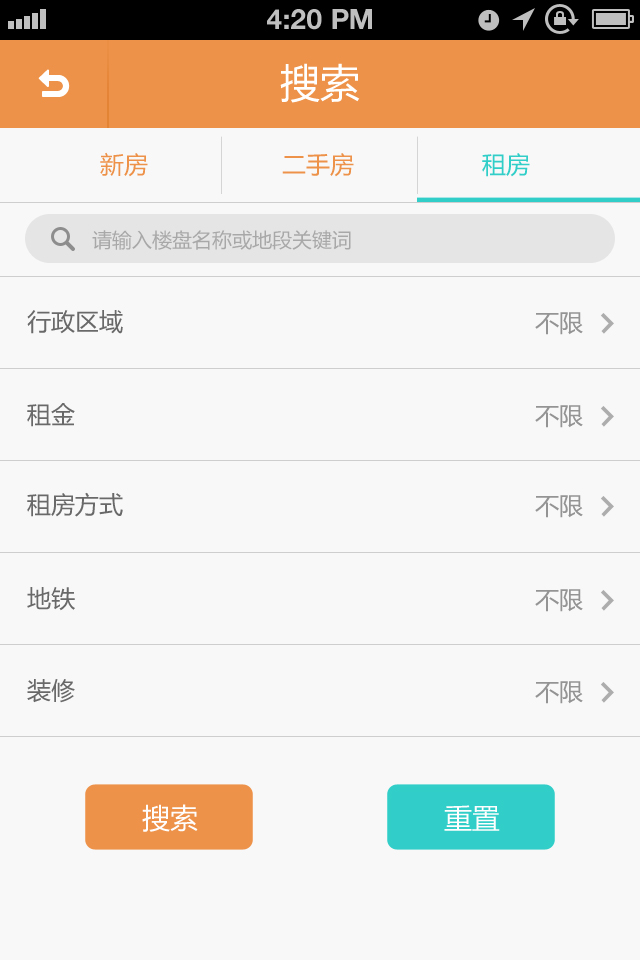 4:20 PM
搜索
新房 二手房 租房
请输入楼盘名称或地段关键词
行政区域 不限
租金 不限
租房方式 不限
地铁 不限
装修 不限
搜索 重置